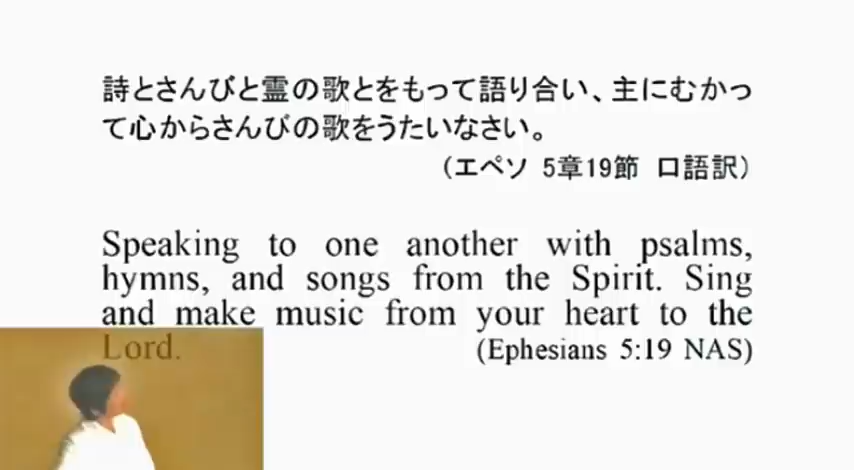 詩とさんびと霊の歌とをもって語り合い、主にむかっ
て心からさんびの歌をうたいなさい。
（エペソ 5章19節 口語訳）
Speaking to one another with psalms,
hymns, and songs from the Spirit. Sing
and make music from your heart to the
Lord. (Ephesians 5:19 NAS)